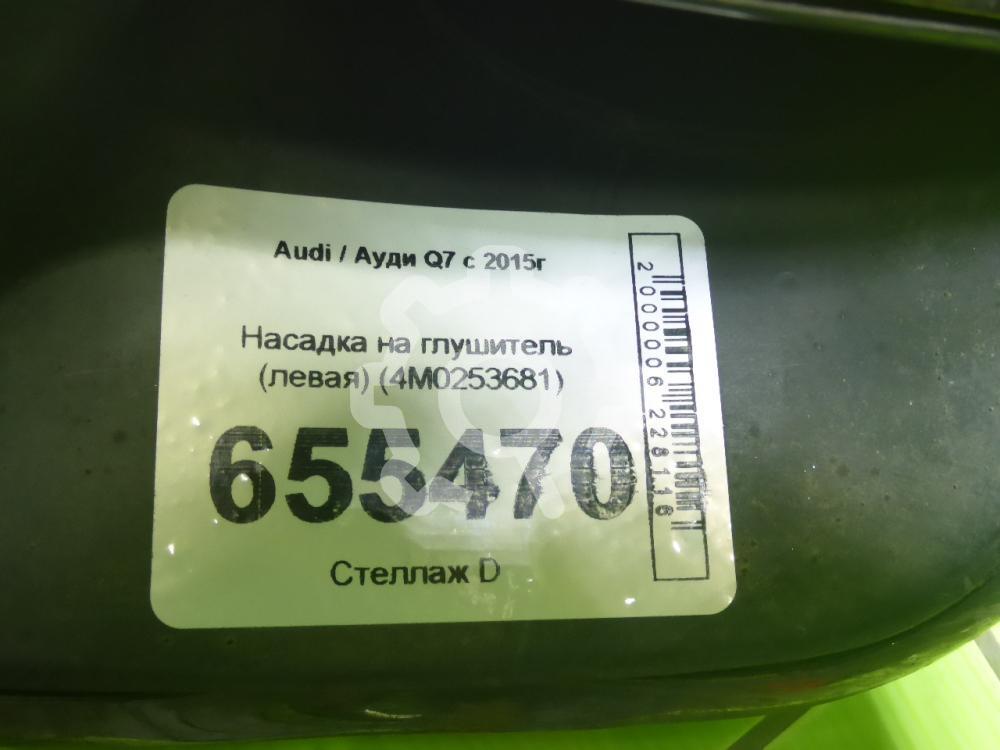 Audi / Ауди Q7 с 2015г
Насадка на глушитель
(левая) (4M0253681)
655470
Стеллаж D
2000006228116